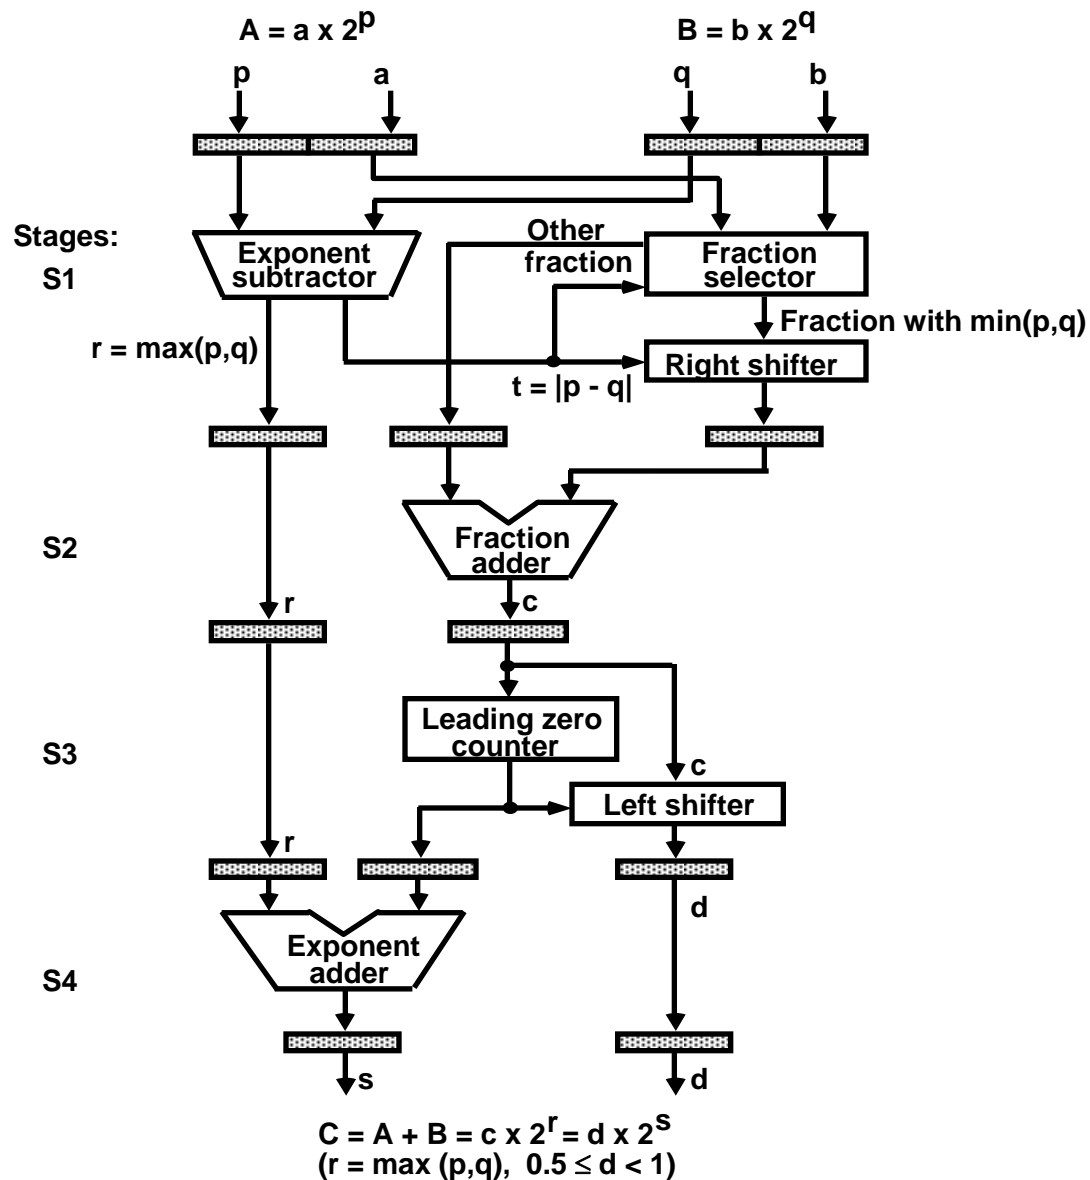 A = a x 2^p
B = b x 2^q
p
a
q
b
Stages:
S1
Exponent
subtractor
Other
fraction
Fraction
selector
Fraction with min(p,q)
r = max(p,q)
Right shifter
t = |p - q|
S2
Fraction
adder
r
c
S3
Leading zero
counter
c
Left shifter
r
d
S4
Exponent
adder
s
d
C = A + B = c x 2^r = d x 2^s
(r = max (p,q), 0.5 ≤ d < 1)